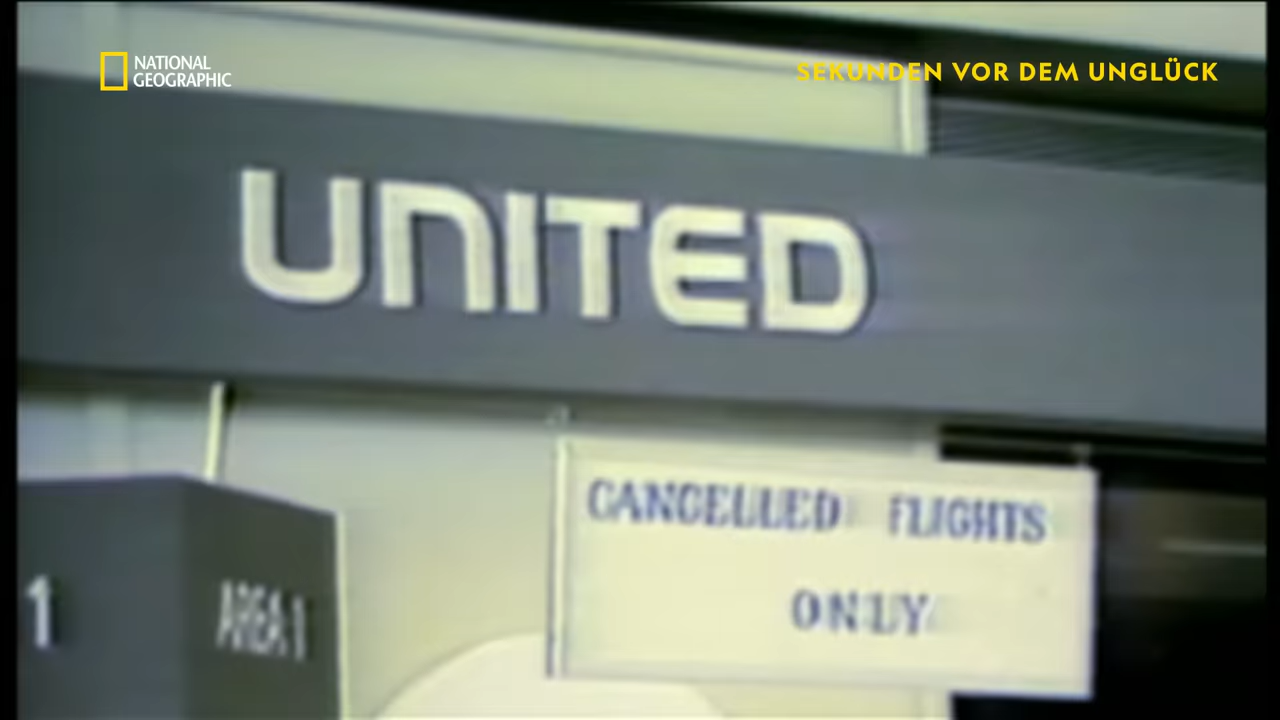 NATIONAL
GEOGRAPHIC
SEKUNDEN VOR DEM UNGLÜCK
UNITED
CANCELLED FLIGHTS
ONLY
1
AREA 1